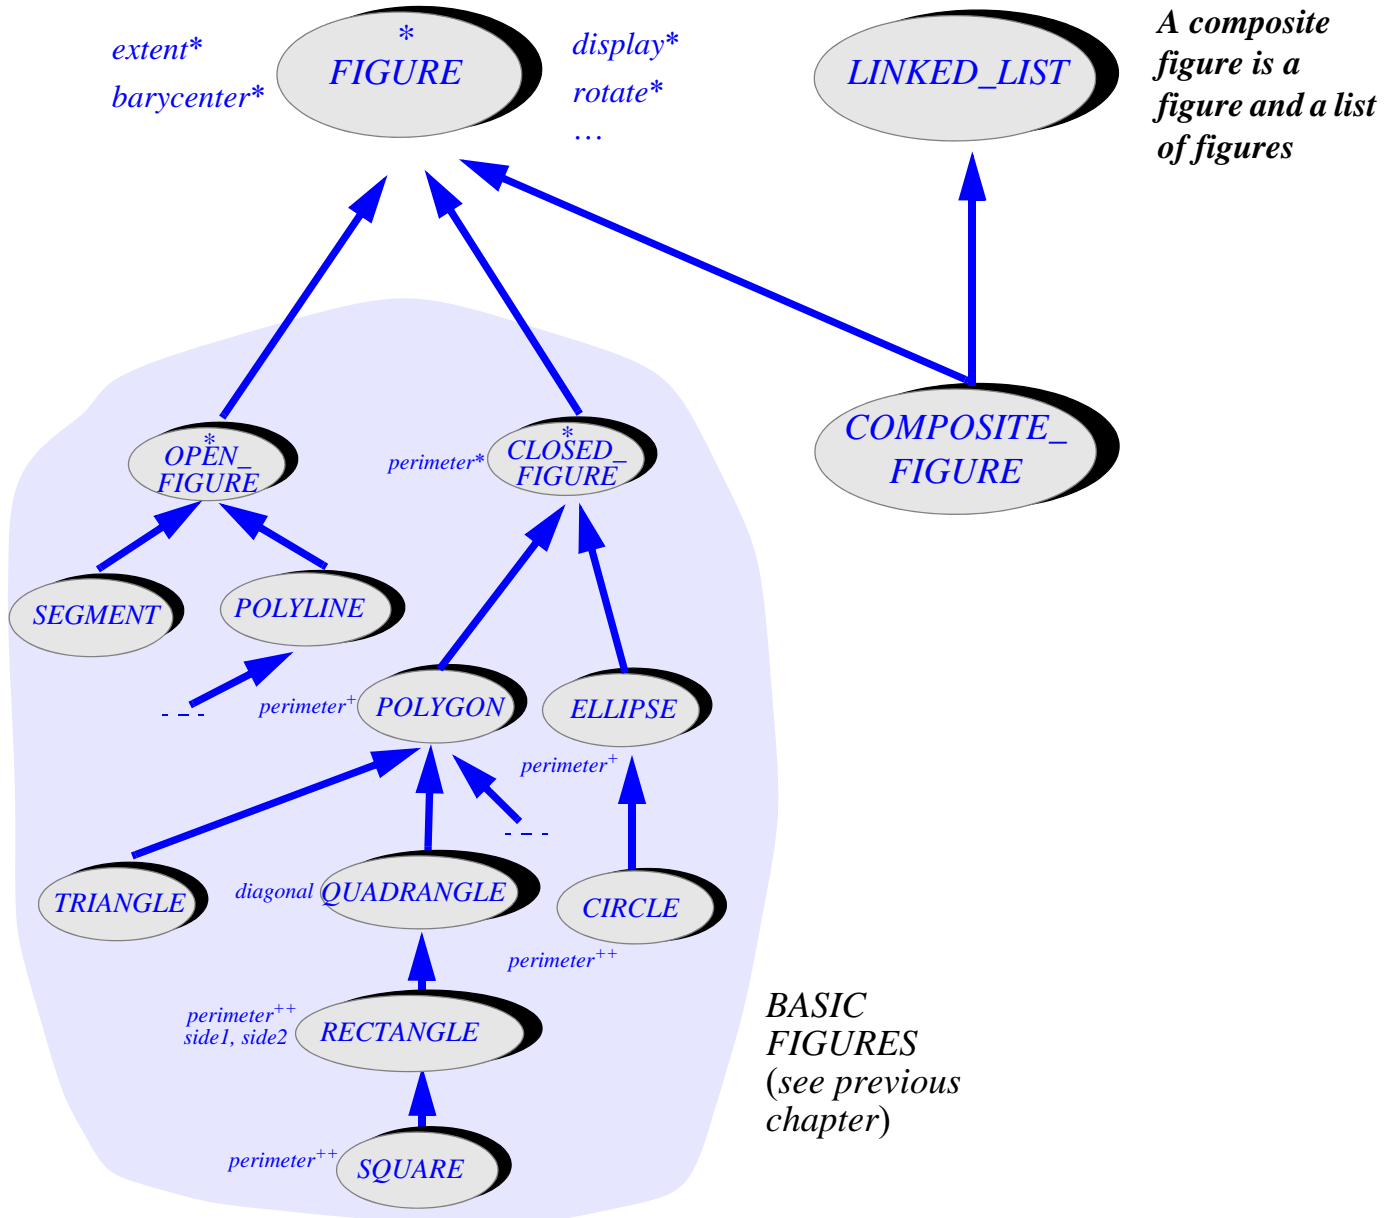 extent*
barycenter*
*
FIGURE
display*
rotate*
…
LINKED_LIST
A composite
figure is a
figure and a list
of figures
*
OPEN_
FIGURE
perimeter*
*
CLOSED_
FIGURE
COMPOSITE_
FIGURE
SEGMENT
POLYLINE
perimeter+
POLYGON
ELLIPSE
perimeter+
TRIANGLE
diagonal
QUADRANGLE
CIRCLE
perimeter++
perimeter++
side1, side2
RECTANGLE
BASIC
FIGURES
(see previous
chapter)
perimeter++
SQUARE